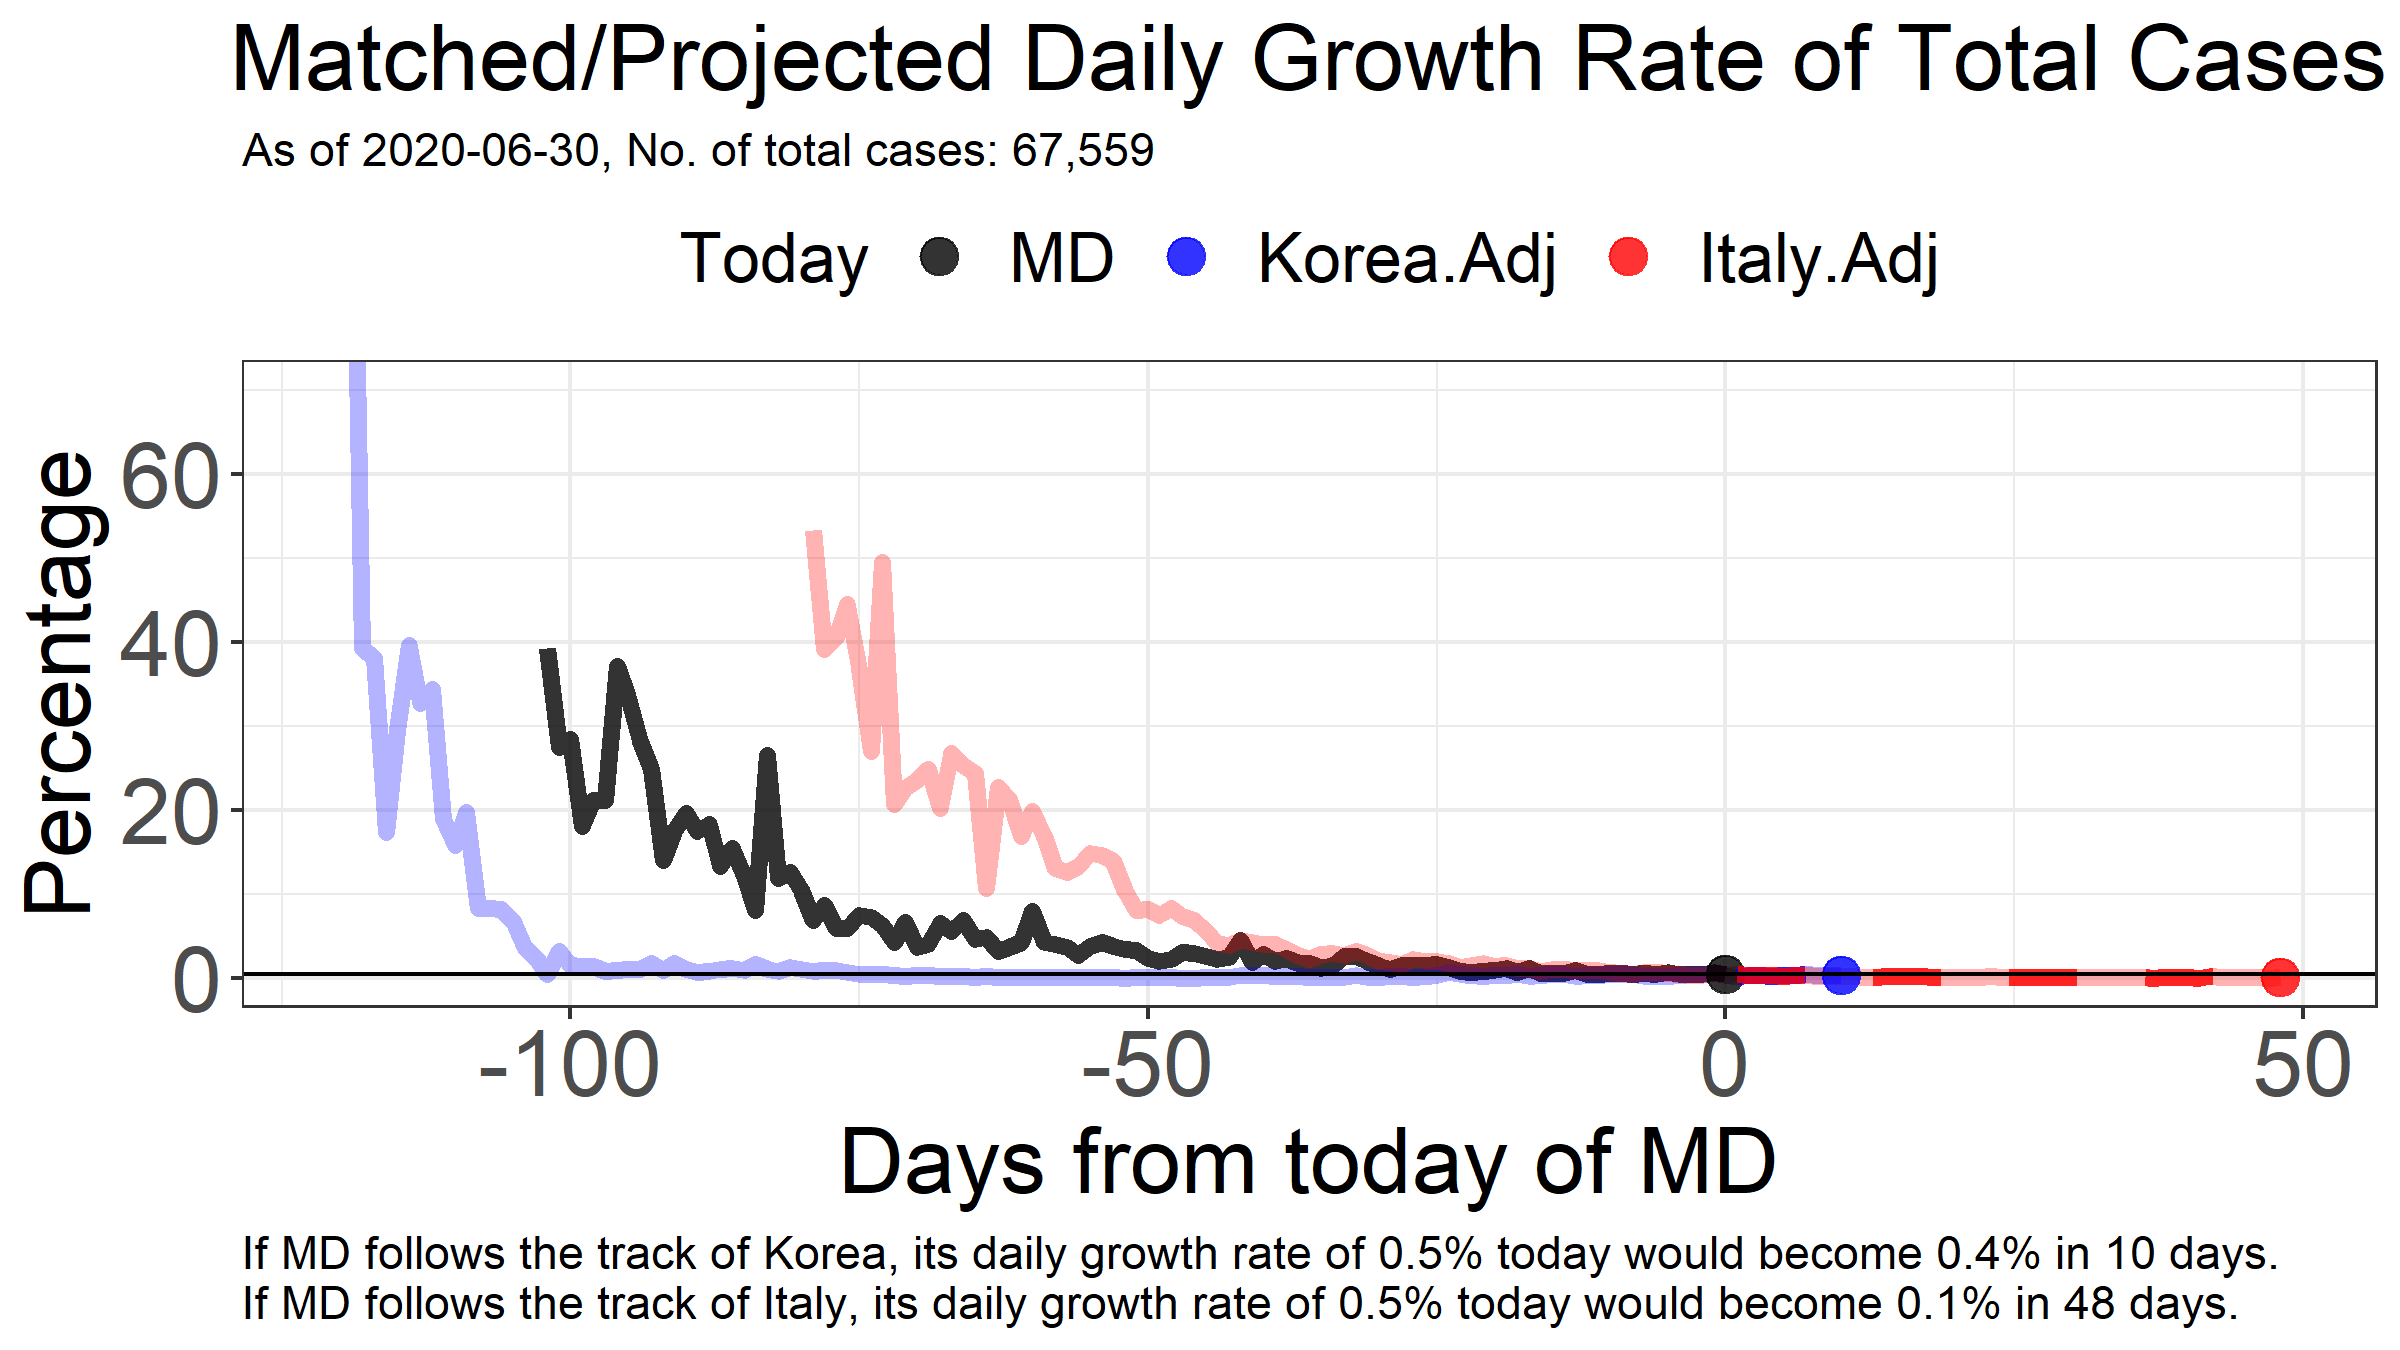 Matched/Projected Daily Growth Rate of Total Cases
As of 2020-06-30, No. of total cases: 67,559
Today MD Korea.Adj Italy.Adj
Percentage
60
40
20
0
-100 -50 0 50
Days from today of MD
If MD follows the track of Korea, its daily growth rate of 0.5% today would become 0.4% in 10 days.
If MD follows the track of Italy, its daily growth rate of 0.5% today would become 0.1% in 48 days.